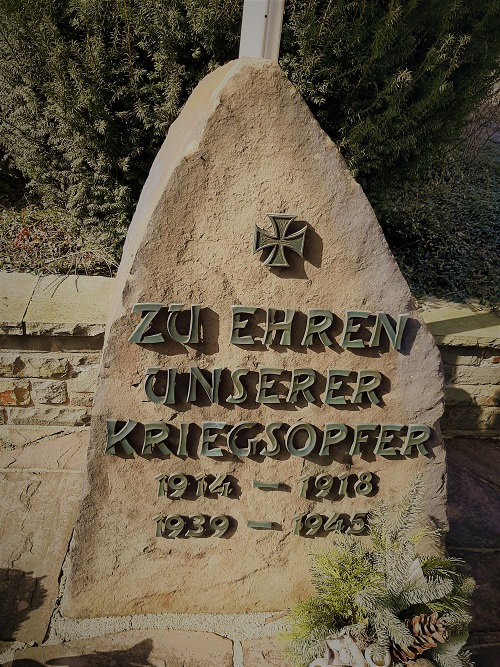 ZU EHREN
UNSERER
KRIEGSOPFER
1914 – 1918
1939 – 1945